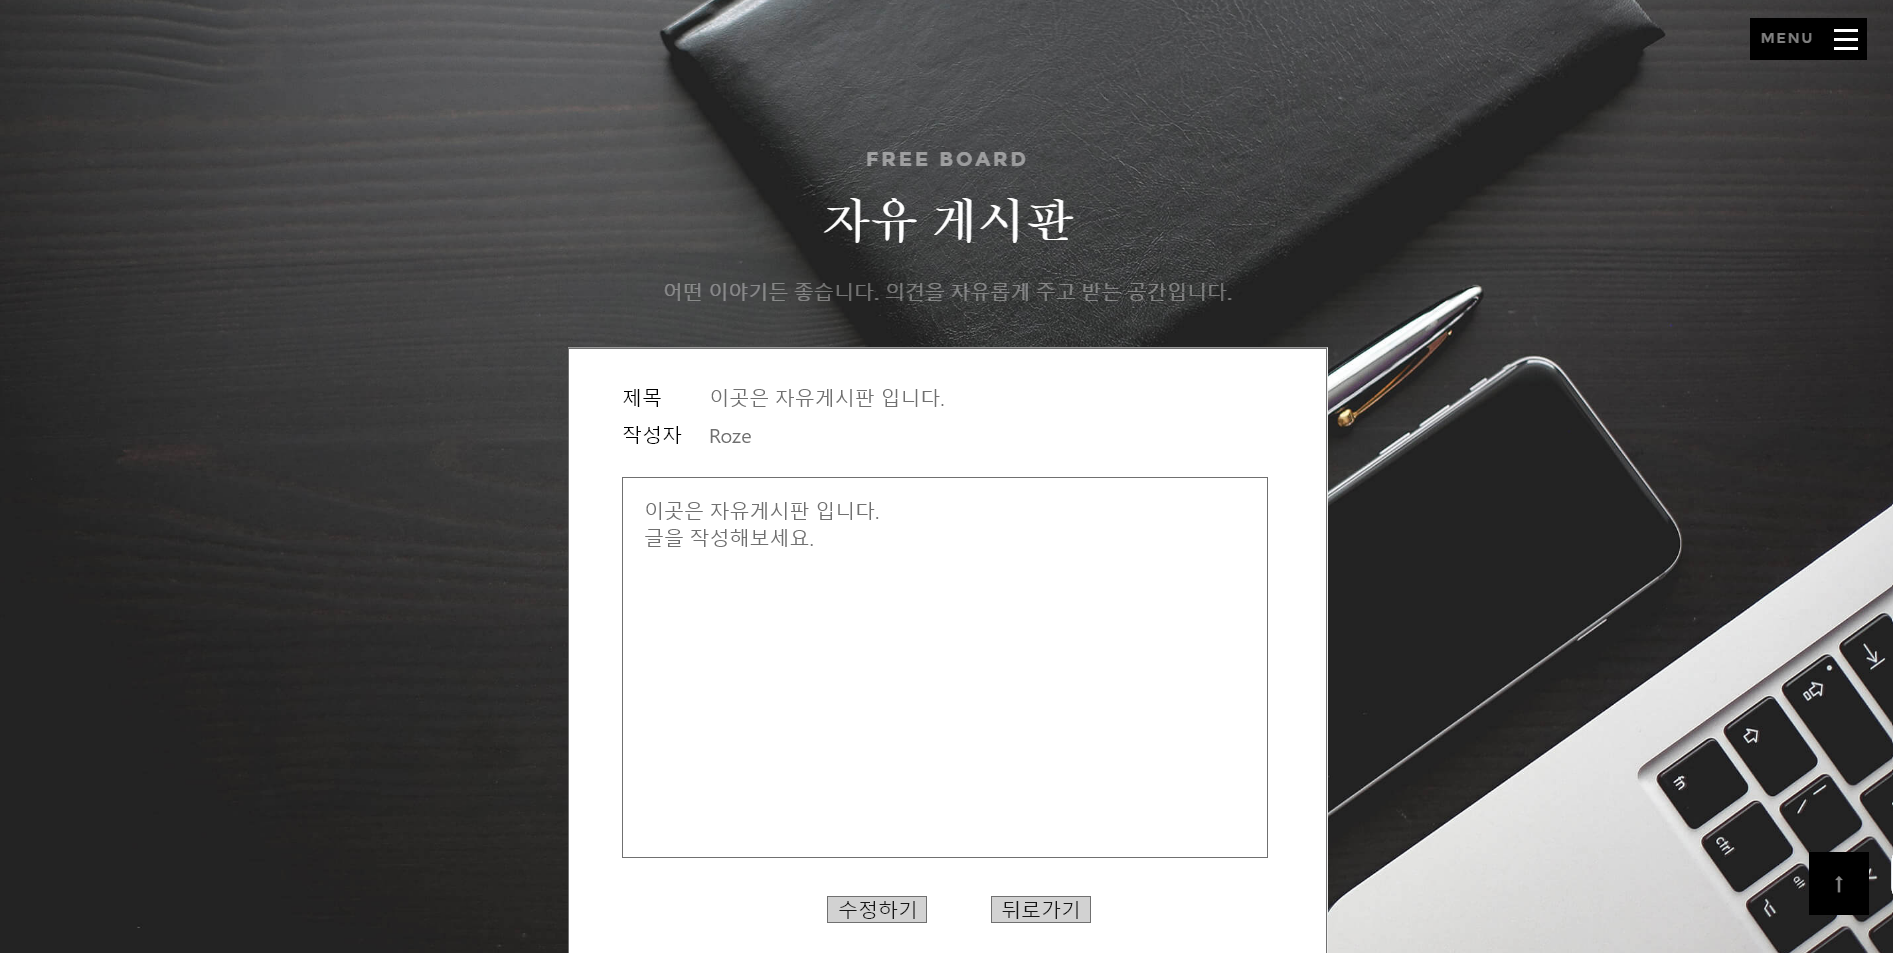 MENU
FREE BOARD
자유 게시판
어떤 이야기든 좋습니다. 의견을 자유롭게 주고 받는 공간입니다.
제목 이곳은 자유게시판 입니다.
작성자 Roze
이곳은 자유게시판 입니다.
글을 작성해보세요.
수정하기 뒤로가기
ctrl
alt